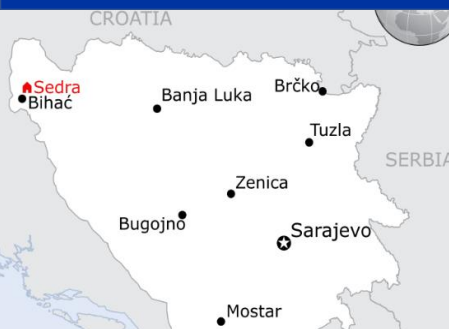 CROATIA
Sedra
Bihać
Banja Luka
Brčko
Tuzla
SERBIA
Zenica
Bugojno
Sarajevo
Mostar